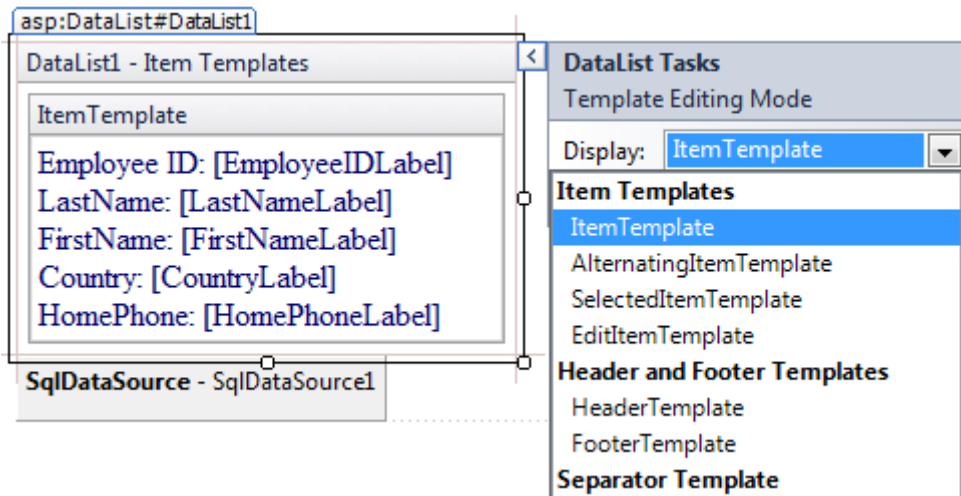 asp:DataList#DataList1
DataList1 - Item Templates
ItemTemplate
Employee ID: [EmployeeIDLabel]
LastName: [LastNameLabel]
FirstName: [FirstNameLabel]
Country: [CountryLabel]
HomePhone: [HomePhoneLabel]
SqlDataSource - SqlDataSource1
DataList Tasks
Template Editing Mode
Display: ItemTemplate
Item Templates
ItemTemplate
AlternatingItemTemplate
SelectedItemTemplate
EditItemTemplate
Header and Footer Templates
HeaderTemplate
FooterTemplate
Separator Template